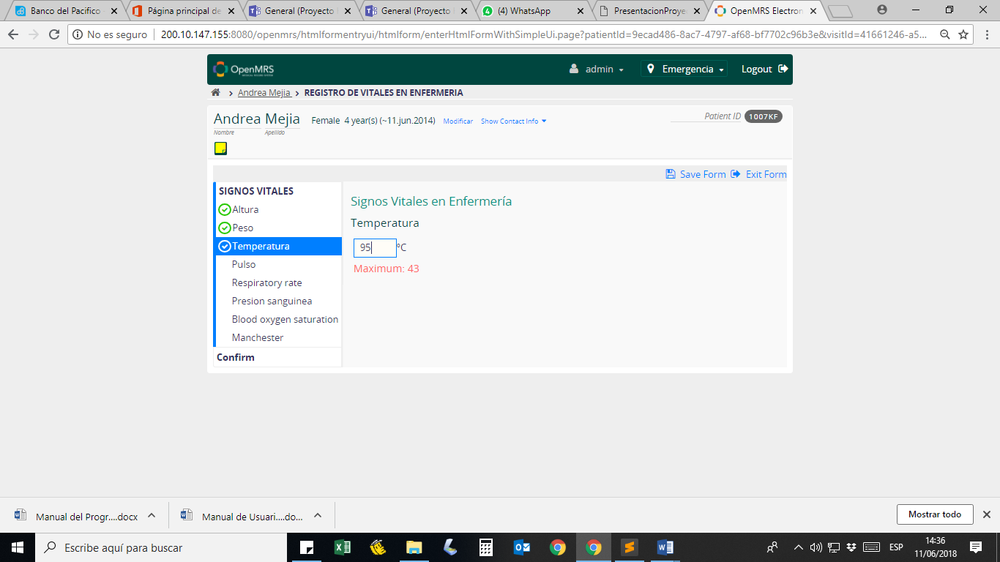 Banco del Pacifico -
Página principal de
General (Proyecto
General (Proyecto
(4) WhatsApp
PresentacionProye
OpenMRS Electron
No es seguro
200.10.147.155:8080/openmrs/htmlformentryui/htmlform/enterHtmlFormWithSimpleUi.page?patientId=9ecad486-8ac7-4797-af68-bf7702c96b3e&visitId=41661246-a5...
OpenMRS
admin
Emergencia
Logout
Andrea Mejia
REGISTRO DE VITALES EN ENFERMERIA
Andrea Mejia
Female 4 year(s) (~11.jun.2014)
Modificar
Show Contact Info
Patient ID
1007KF
Nombre
Apellido
Save Form
Exit Form
SIGNOS VITALES
Altura
Peso
Temperatura
Pulso
Respiratory rate
Presion sanguinea
Blood oxygen saturation
Manchester
Confirm
Signos Vitales en Enfermería
Temperatura
95 °C
Maximum: 43
Manual del Progr....docx
Manual de Usuari....do...
Mostrar todo
Escribe aquí para buscar
ESP
14:36
11/06/2018